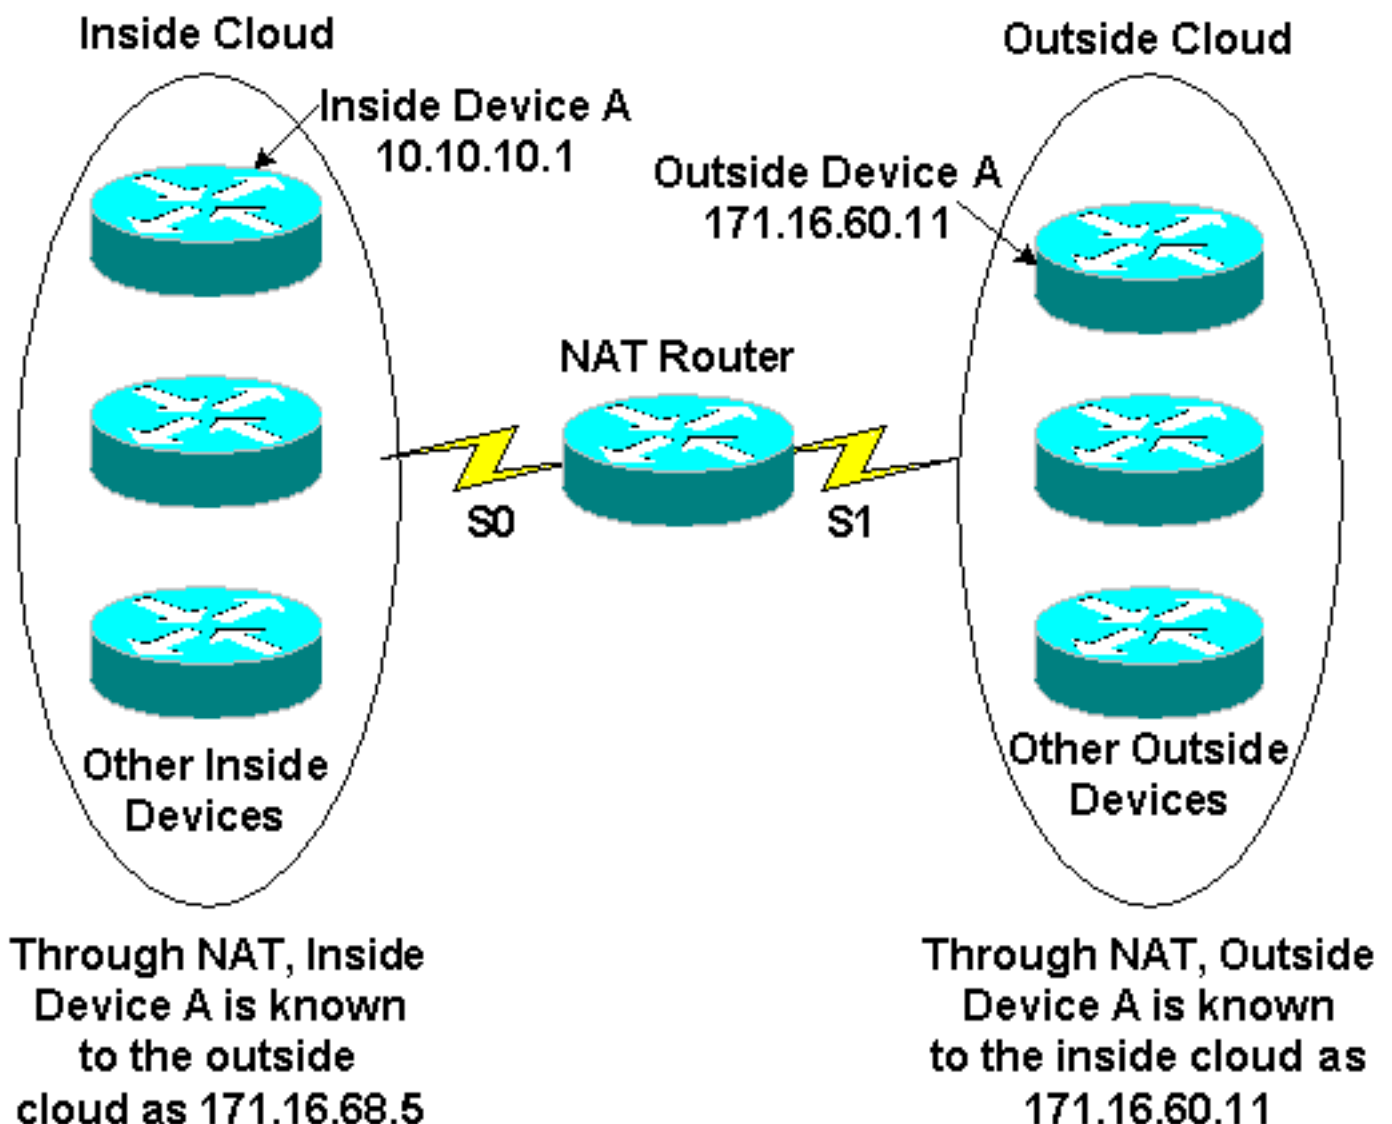 Inside Cloud
Outside Cloud
Inside Device A
10.10.10.1
Outside Device A
171.16.60.11
NAT Router
S0
S1
Other Inside
Devices
Other Outside
Devices
Through NAT, Inside
Device A is known
to the outside
cloud as 171.16.68.5
Through NAT, Outside
Device A is known
to the inside cloud as
171.16.60.11